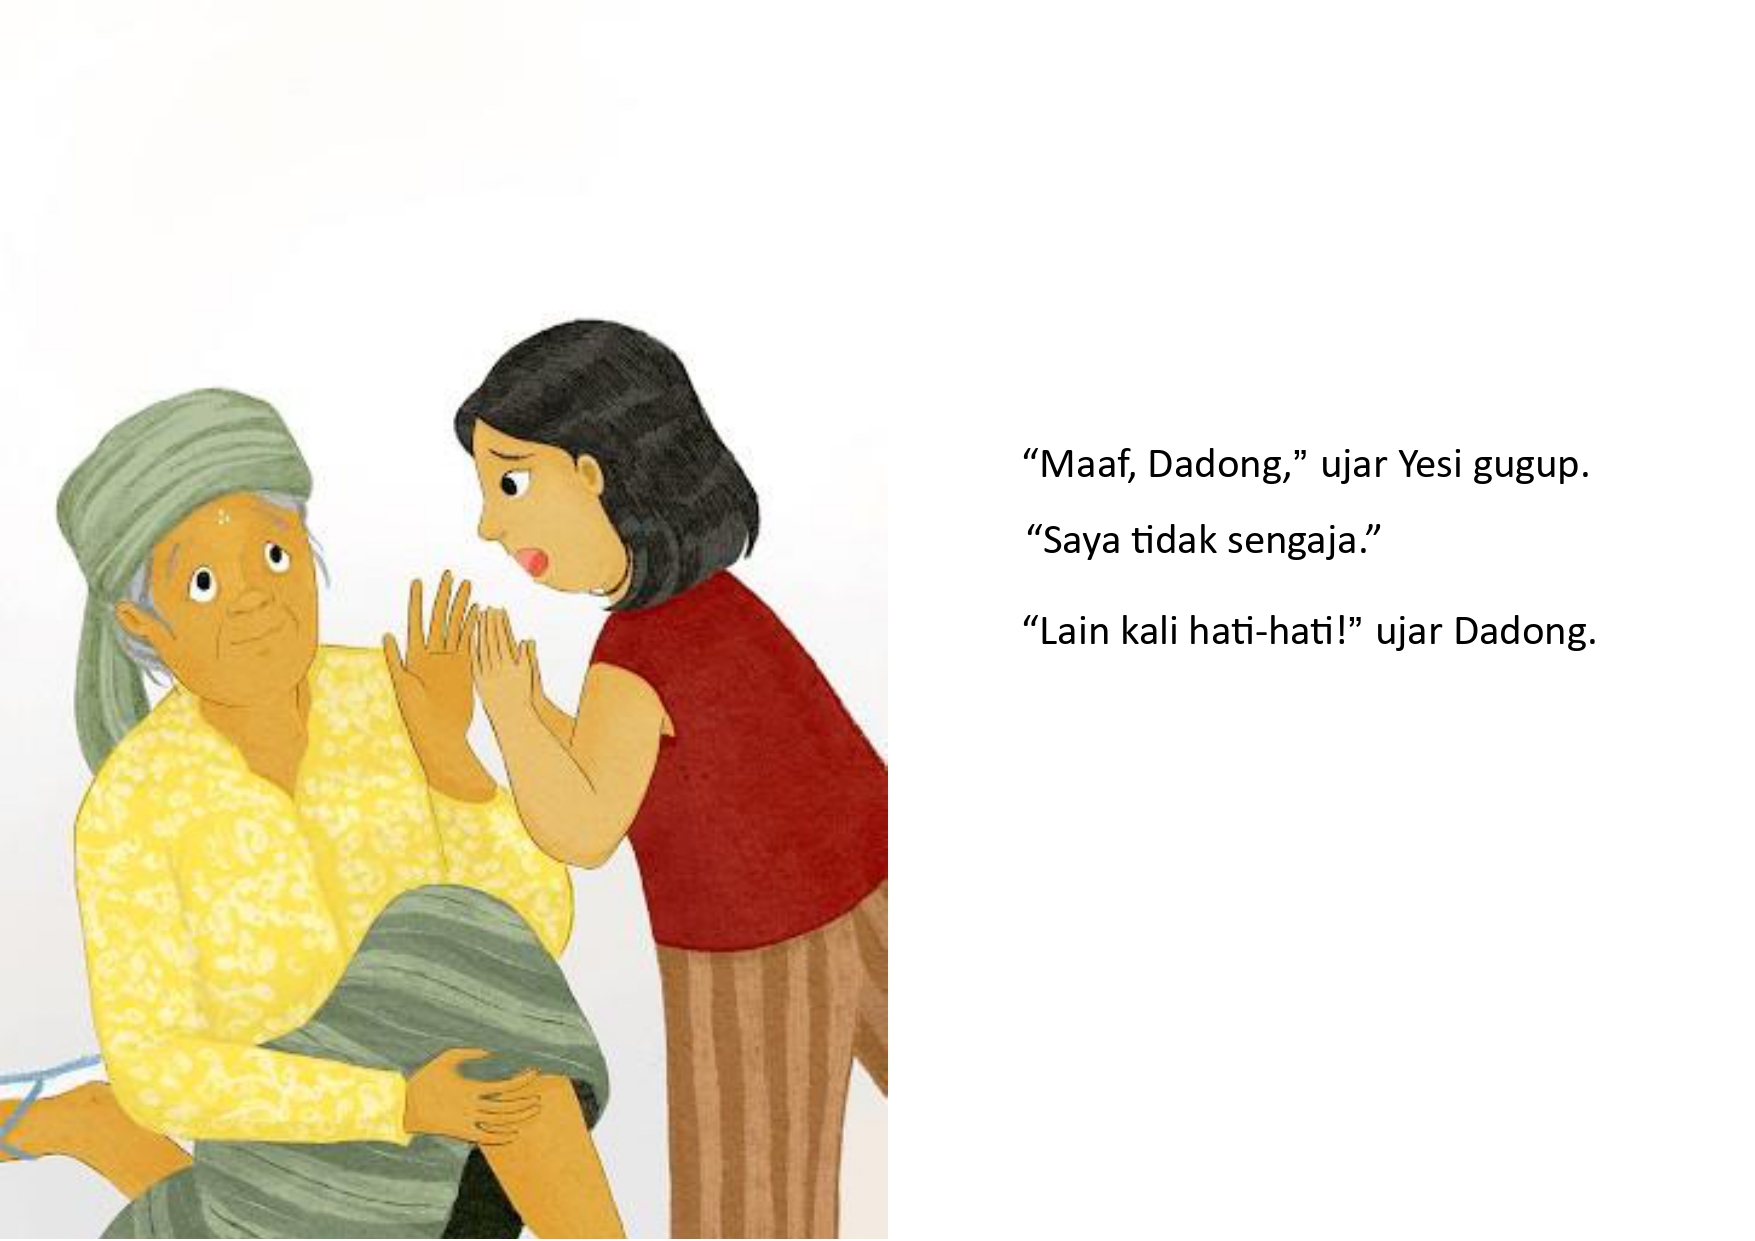 “Maaf, Dadong,” ujar Yesi gugup.
“Saya tidak sengaja.”
“Lain kali hati-hati!” ujar Dadong.